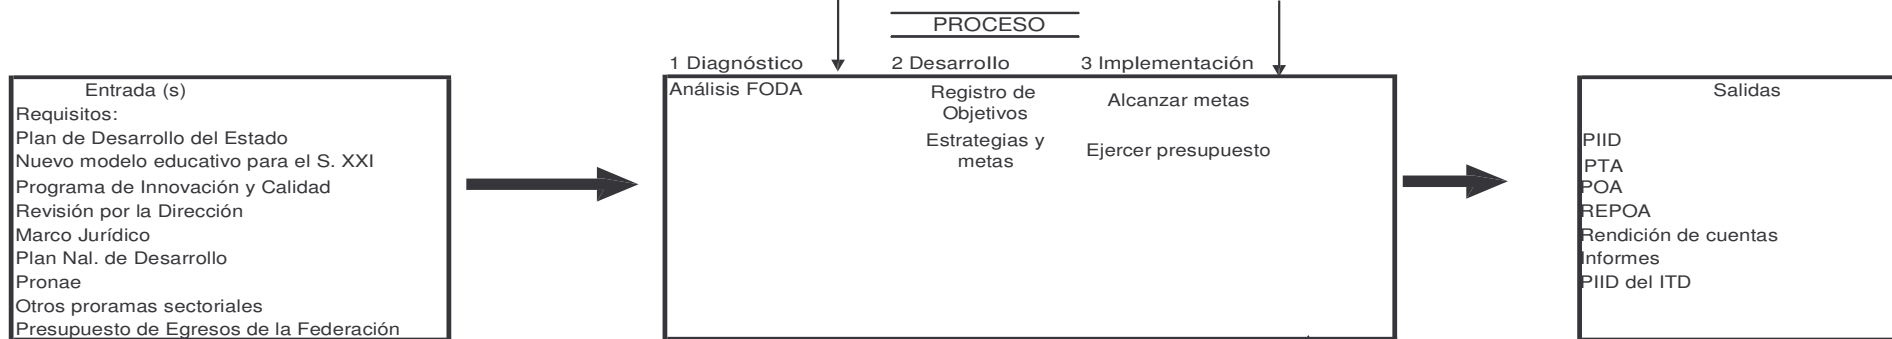 PROCESO
1 Diagnóstico
2 Desarrollo
3 Implementación
Entrada (s)
Requisitos:
Plan de Desarrollo del Estado
Nuevo modelo educativo para el S. XXI
Programa de Innovación y Calidad
Revisión por la Dirección
Marco Jurídico
Plan Nal. de Desarrollo
Pronae
Otros proramas sectoriales
Presupuesto de Egresos de la Federación
Análisis FODA
Registro de
Objetivos
Estrategias y
metas
Alcanzar metas
Ejercer presupuesto
Salidas
PIID
PTA
POA
REPOA
Rendición de cuentas
Informes
PIID del ITD